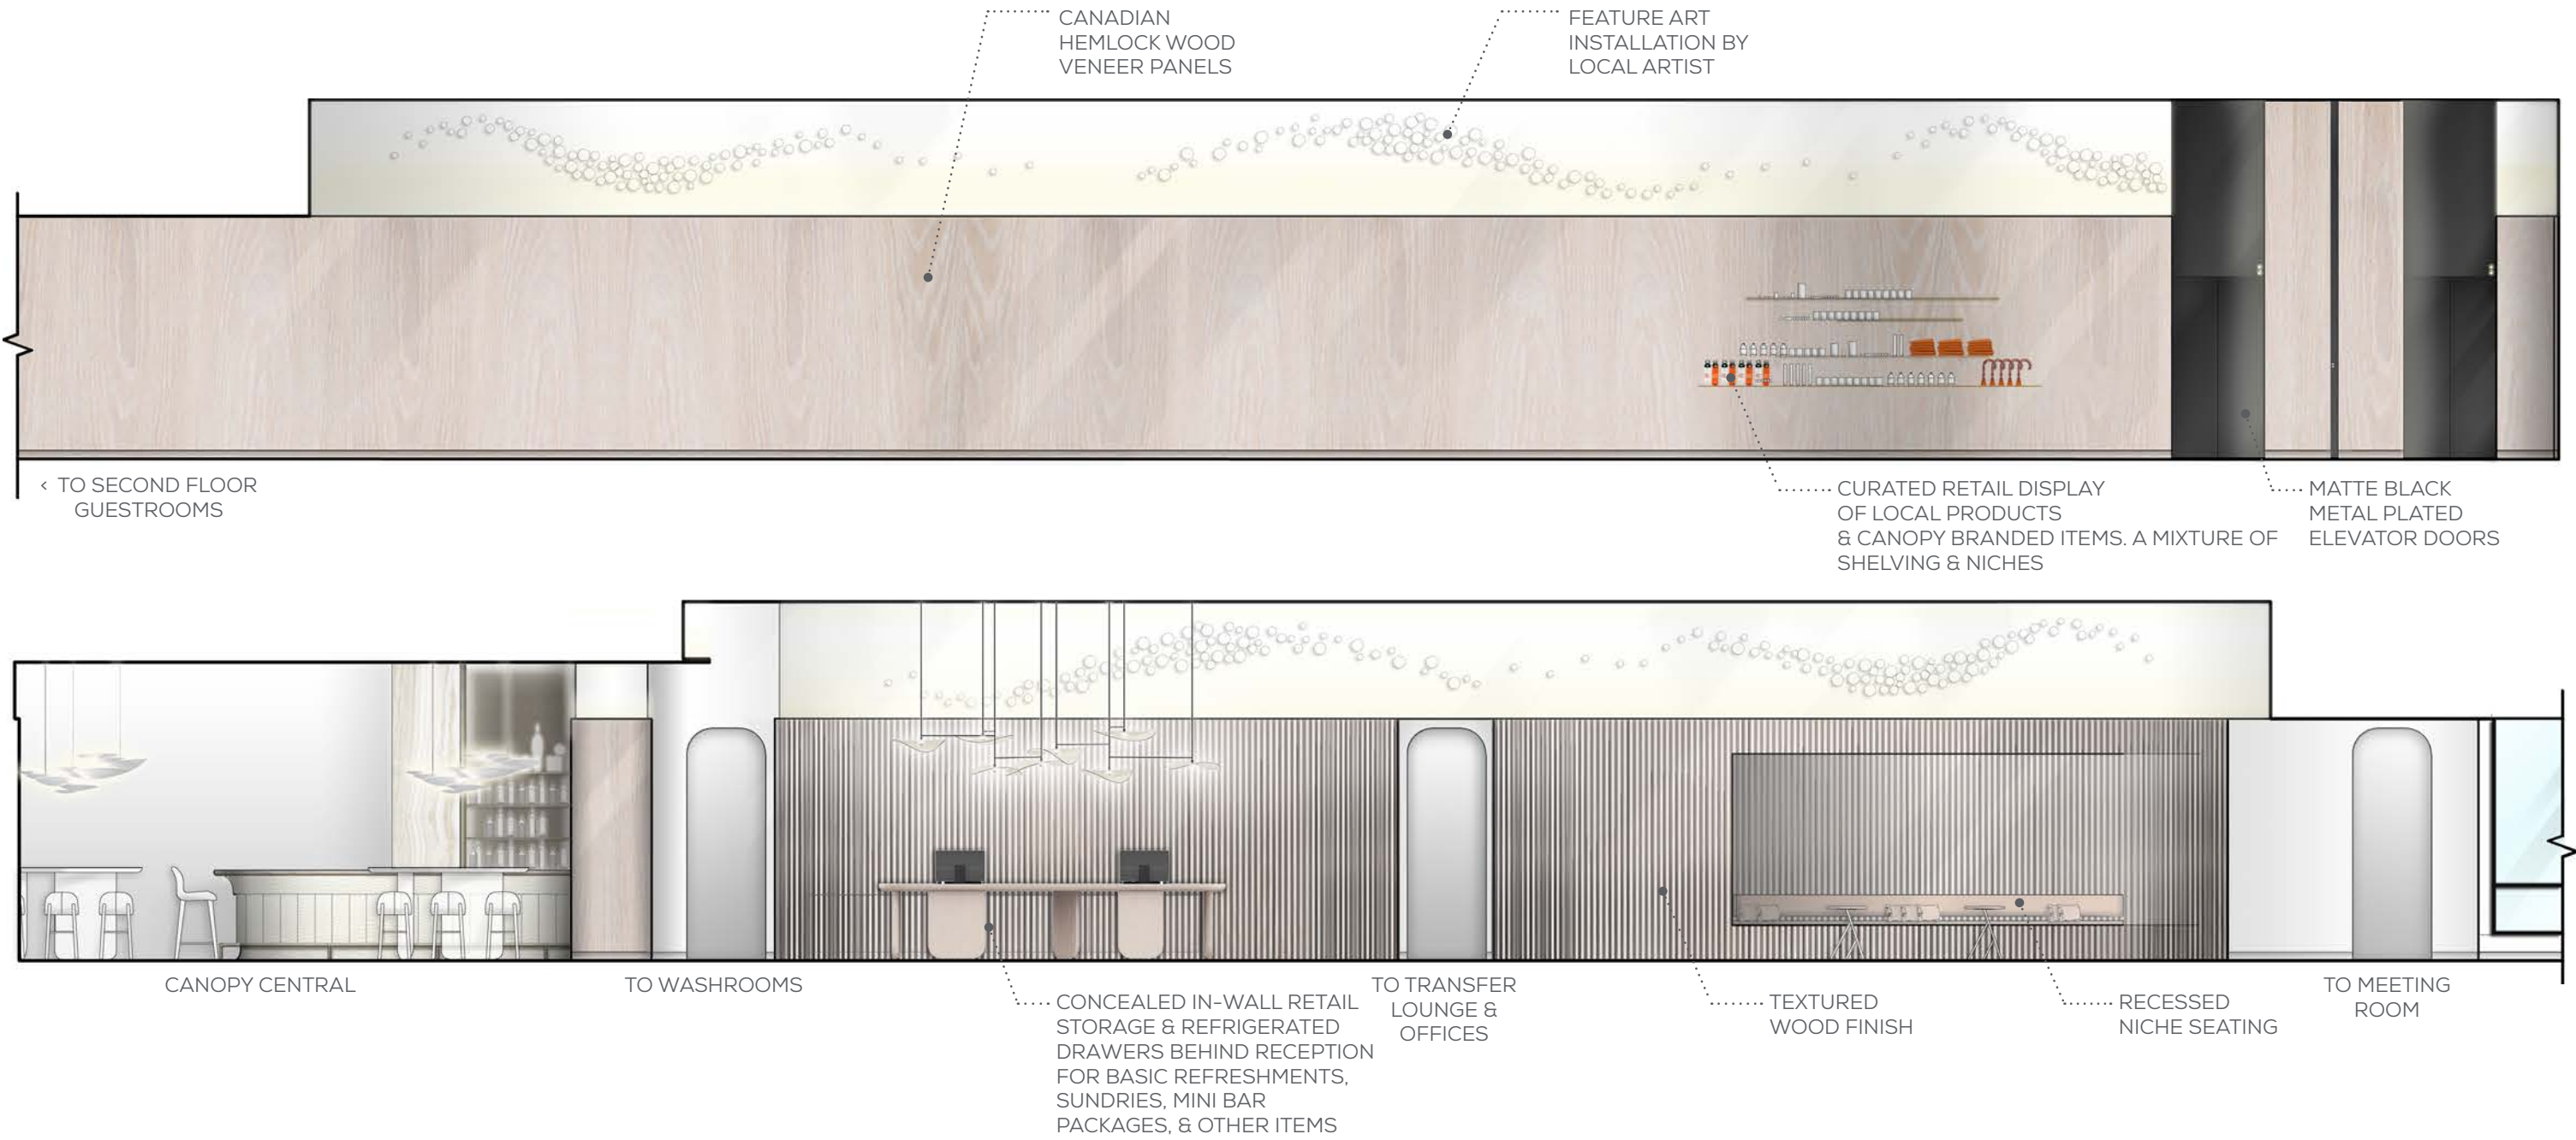 CANADIAN
HEMLOCK WOOD
VENEER PANELS
FEATURE ART
INSTALLATION BY
LOCAL ARTIST
< TO SECOND FLOOR
GUESTROOMS
CURATED RETAIL DISPLAY
OF LOCAL PRODUCTS
& CANOPY BRANDED ITEMS. A MIXTURE OF
SHELVING & NICHES
MATTE BLACK
METAL PLATED
ELEVATOR DOORS
CANOPY CENTRAL
TO WASHROOMS
CONCEALED IN-WALL RETAIL
STORAGE & REFRIGERATED
DRAWERS BEHIND RECEPTION
FOR BASIC REFRESHMENTS,
SUNDRIES, MINI BAR
PACKAGES, & OTHER ITEMS
TO TRANSFER
LOUNGE &
OFFICES
TEXTURED
WOOD FINISH
RECESSED
NICHE SEATING
TO MEETING
ROOM